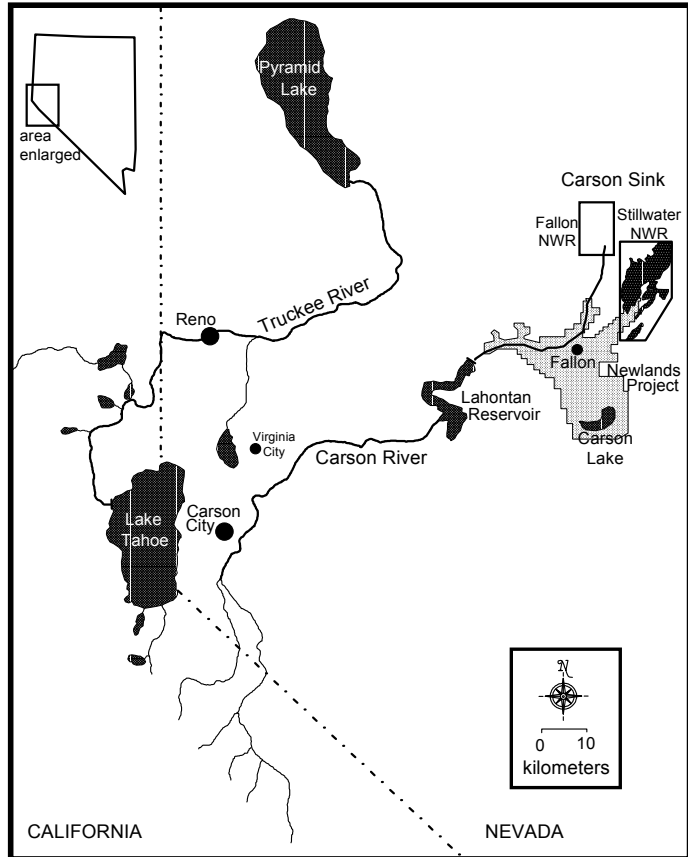 Pyramid
Lake
area
enlarged
Carson Sink
Fallon
NWR
Stillwater
NWR
Reno
Truckee River
Fallon
Newlands
Project
Lahontan
Reservoir
Virginia
City
Carson River
Carson
Lake
Lake
Tahoe
Carson
City
N
0 10
kilometers
CALIFORNIA
NEVADA